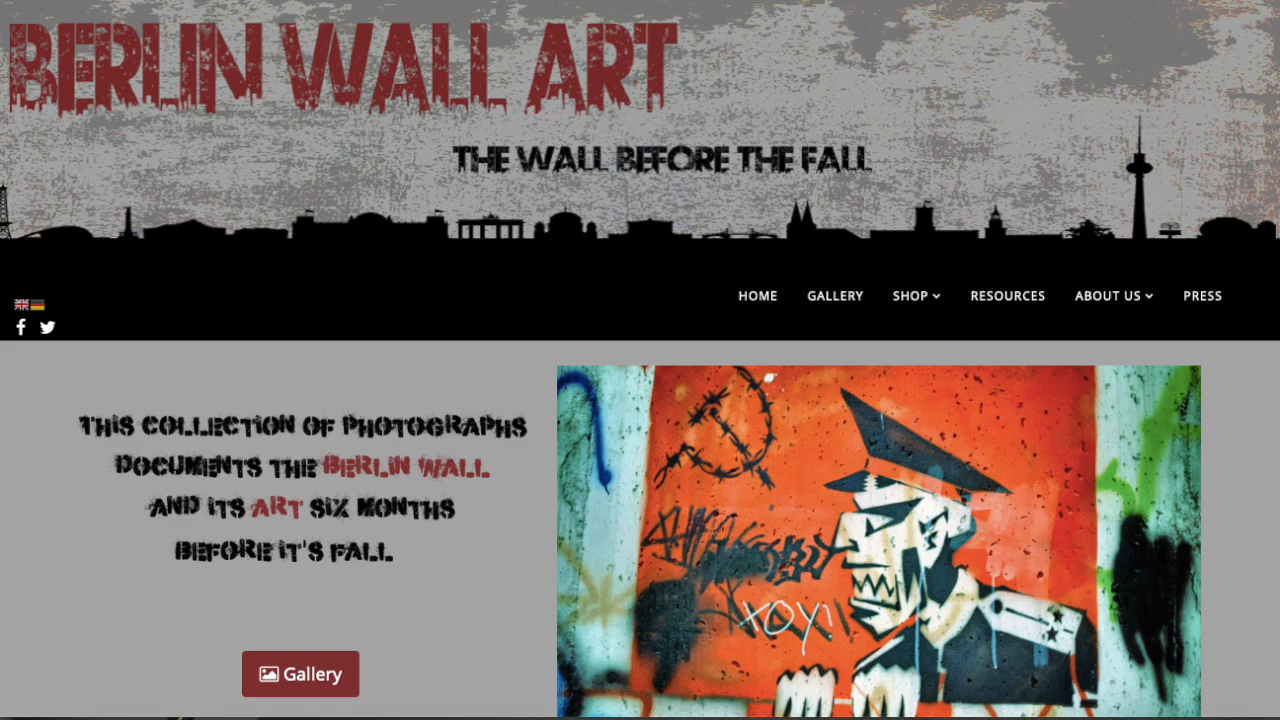 BERLIN WALL ART
THE WALL BEFORE THE FALL
HOME GALLERY SHOP RESOURCES ABOUT US PRESS
THIS COLLECTION OF PHOTOGRAPHS
DOCUMENTS THE BERLIN WALL
AND ITS ART SIX MONTHS
BEFORE IT'S FALL
XOY
Gallery